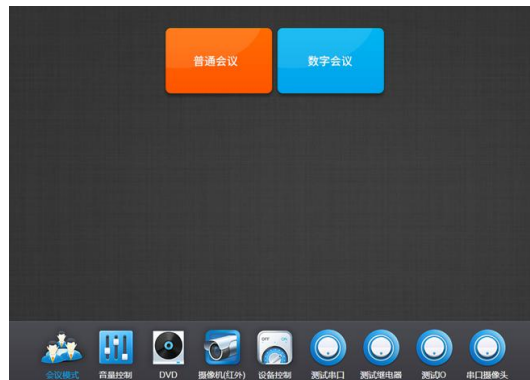 普通会议
数字会议
OFF ON
会议模式
音量控制
DVD
摄像机(红外)
设备控制
测试串口
测试继电器
测试IO
串口摄像头